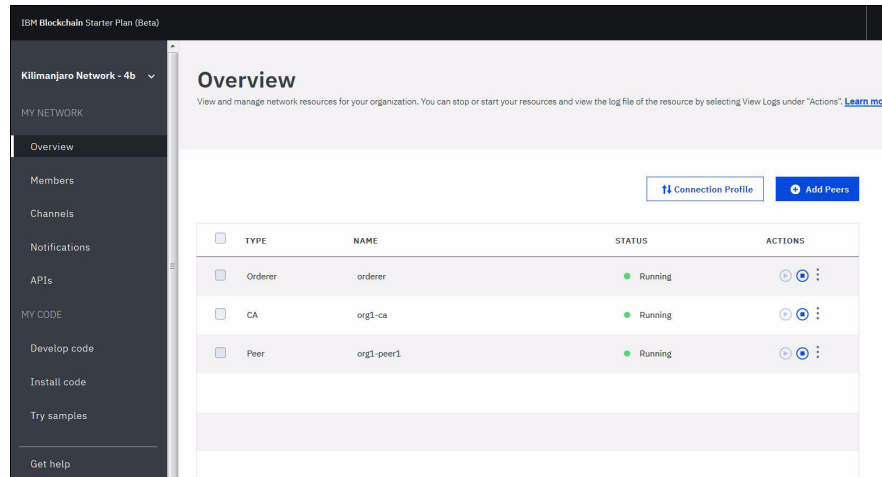 IBM Blockchain Starter Plan (Beta)
Kilimanjaro Network - 4b
MY NETWORK
Overview
Members
Channels
Notifications
APIs
MY CODE
Develop code
Install code
Try samples
Get help
Overview
View and manage network resources for your organization. You can stop or start your resources and view the log file of the resource by selecting View Logs under "Actions". Learn mo
Connection Profile
Add Peers
TYPE NAME STATUS ACTIONS
Orderer orderer Running
CA org1-ca Running
Peer org1-peer1 Running